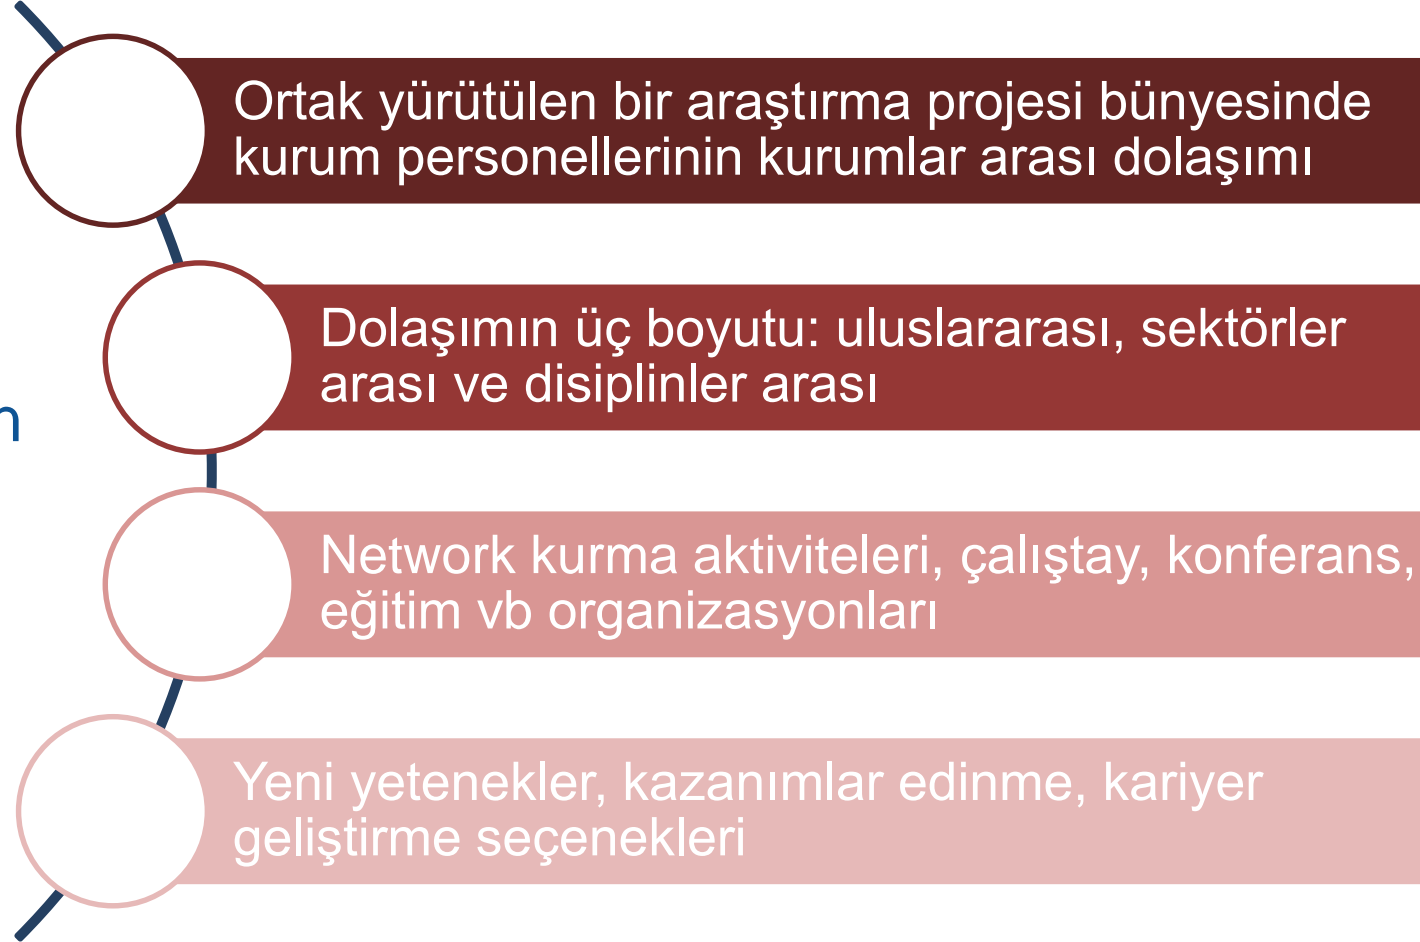 Ortak yürütülen bir araştırma projesi bünyesinde
kurum personellerinin kurumlar arası dolaşımı
Dolaşımın üç boyutu: uluslararası, sektörler
arası ve disiplinler arası
n
Network kurma aktiviteleri, çalıştay, konferans,
eğitim vb organizasyonları
Yeni yetenekler, kazanımlar edinme, kariyer
geliştirme seçenekleri